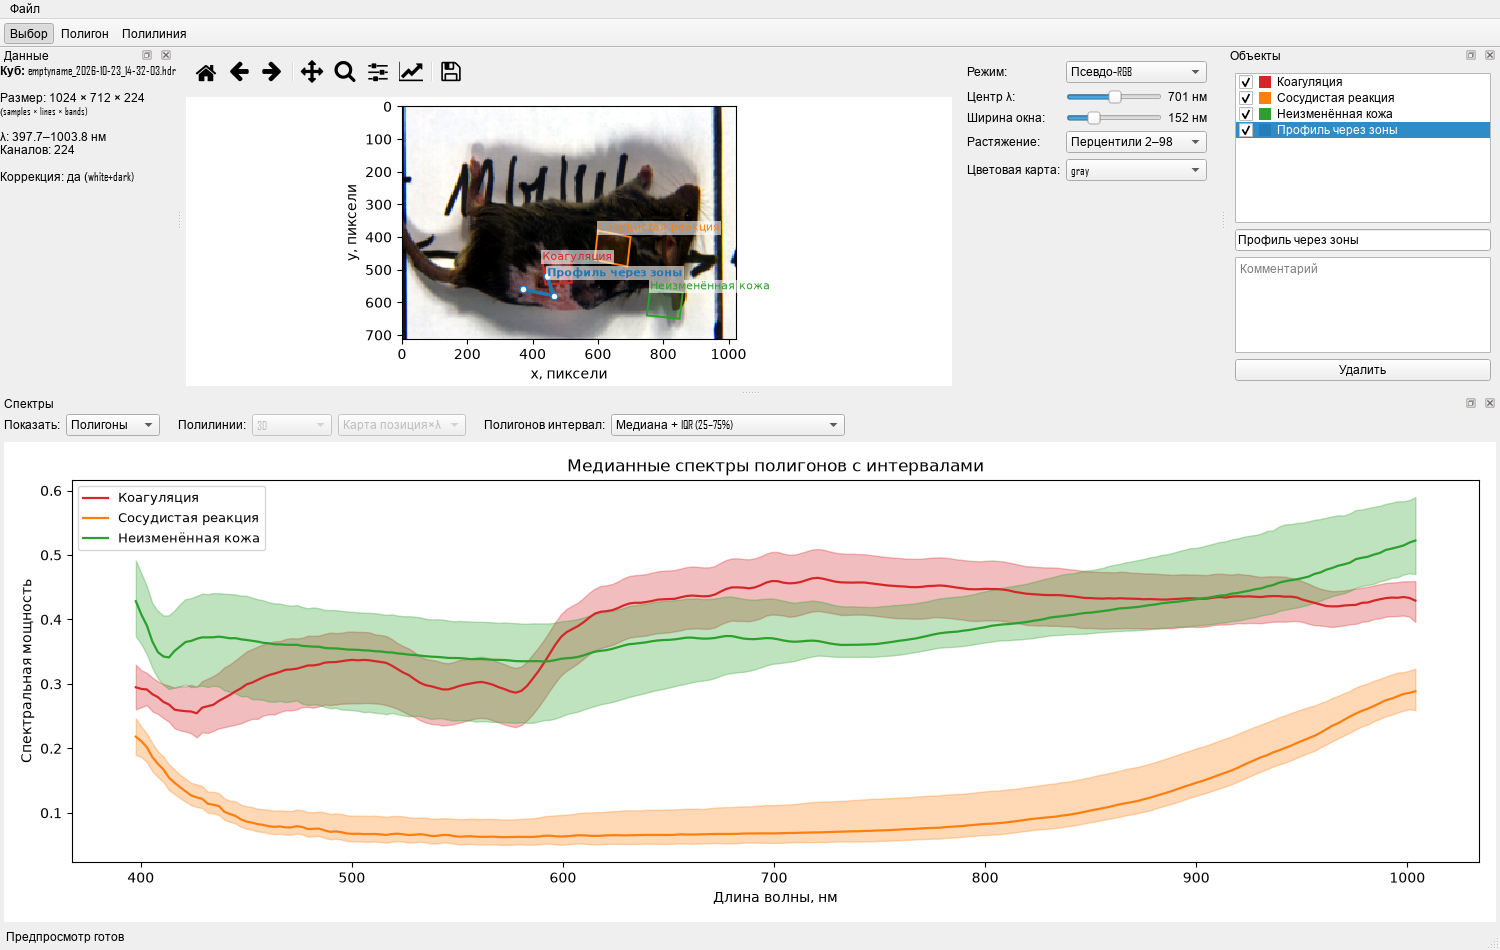 Файл
Выбор Полигон Полилиния
Данные
Куб: emptyname_2026-10-23_14-32-03.hdr
Размер: 1024 × 712 × 224
(samples × lines × bands)
λ: 397.7–1003.8 нм
Каналов: 224
Коррекция: да (white+dark)
0
100
200
300
400
500
600
700
y, пиксели
Сосудистая реакция
Коагуляция
Профиль через зоны
Неизменённая кожа
0 200 400 600 800 1000
x, пиксели
Режим: Псевдо-RGB
Центр λ: 701 нм
Ширина окна: 152 нм
Растяжение: Перцентили 2–98
Цветовая карта: gray
Объекты
Коагуляция
Сосудистая реакция
Неизменённая кожа
Профиль через зоны
Профиль через зоны
Комментарий
Удалить
Спектры
Показать: Полигоны Полилинии: 3D Карта позиция×λ Полигонов интервал: Медиана + IQR (25–75%)
Медианные спектры полигонов с интервалами
Коагуляция
Сосудистая реакция
Неизменённая кожа
0.6
0.5
0.4
0.3
0.2
0.1
Спектральная мощность
400 500 600 700 800 900 1000
Длина волны, нм
Предпросмотр готов